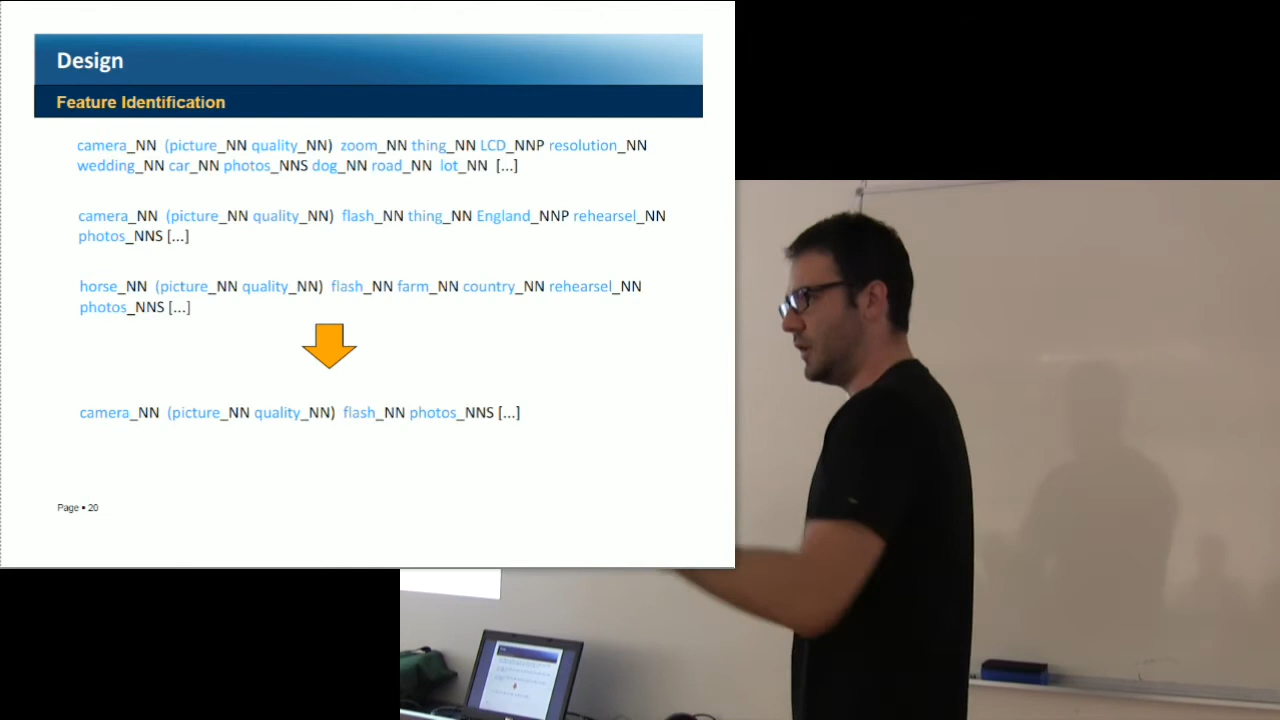 Design
Feature Identification
camera_NN (picture_NN quality_NN) zoom_NN thing_NN LCD_NNP resolution_NN
wedding_NN car_NN photos_NNS dog_NN road_NN lot_NN [...]
camera_NN (picture_NN quality_NN) flash_NN thing_NN England_NNP rehearsel_NN
photos_NNS [...]
horse_NN (picture_NN quality_NN) flash_NN farm_NN country_NN rehearsel_NN
photos_NNS [...]
camera_NN (picture_NN quality_NN) flash_NN photos_NNS [...]
Page ▪ 20